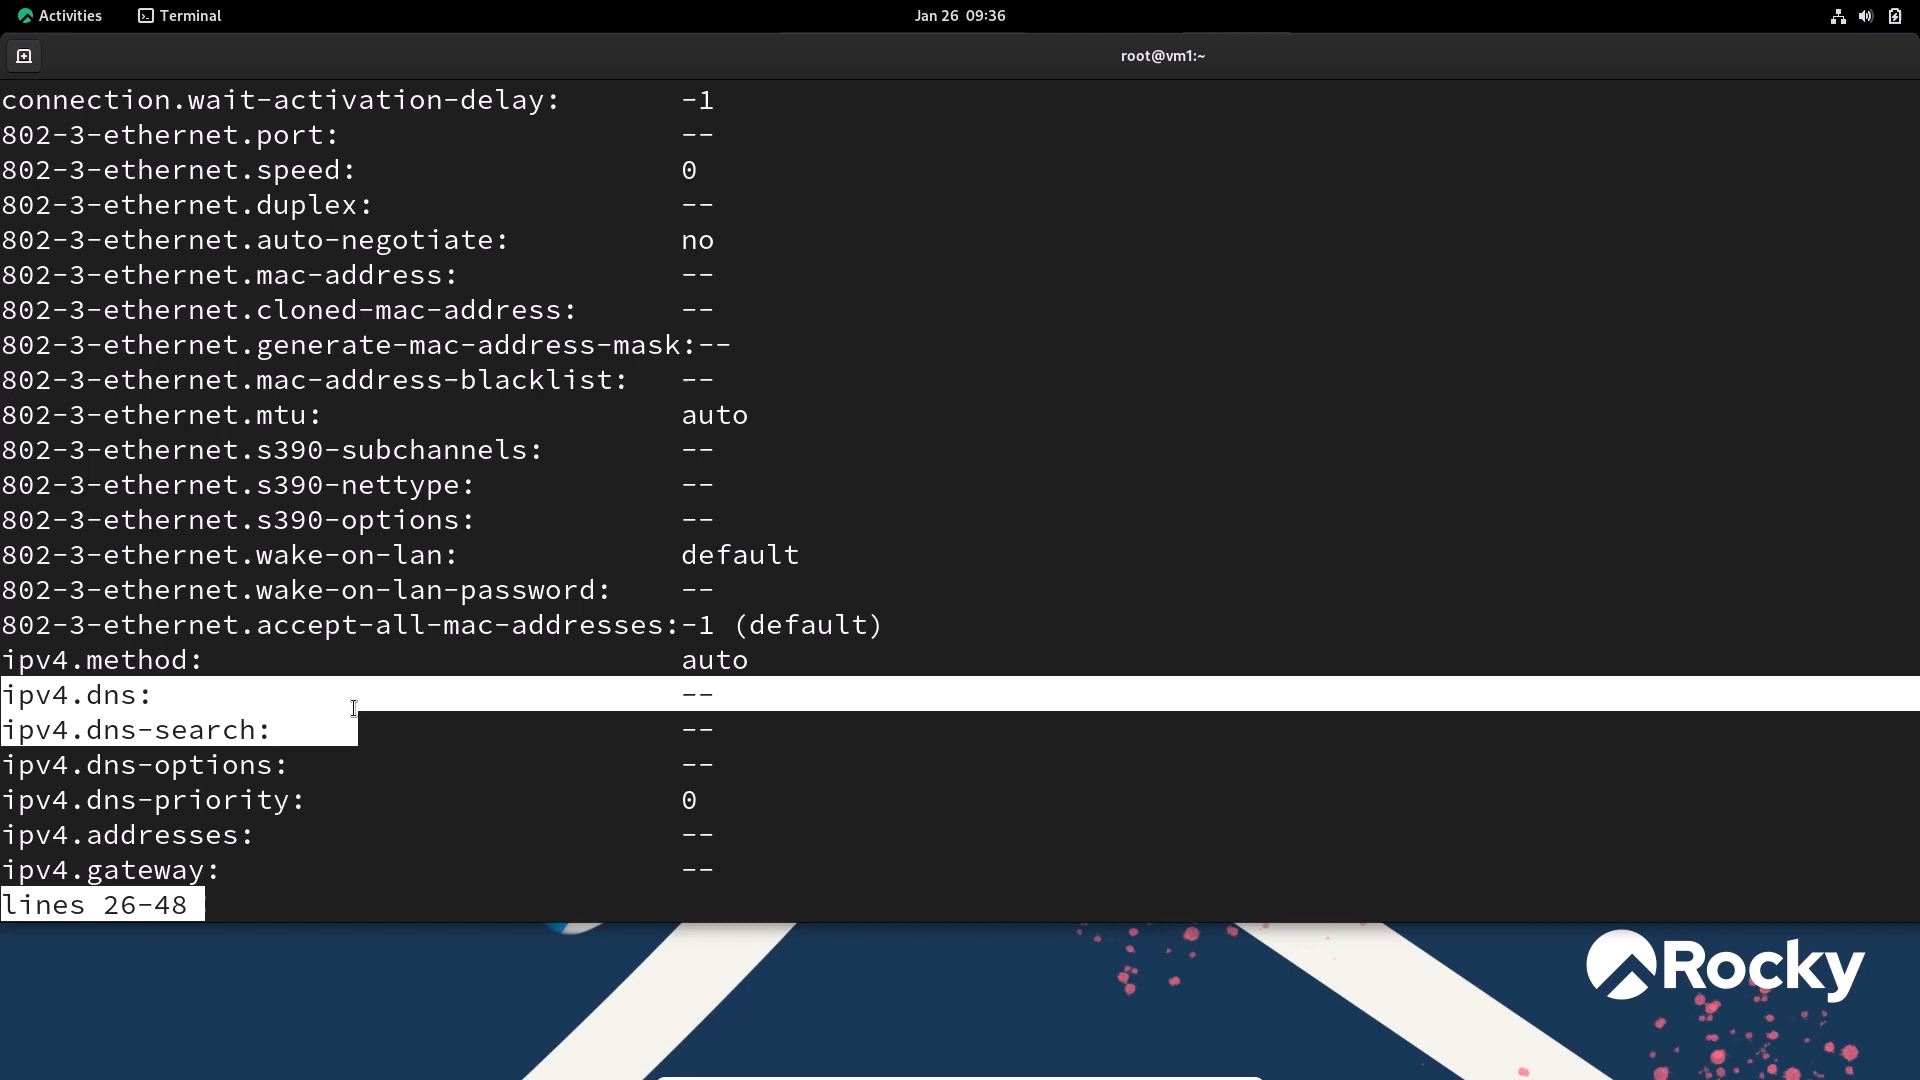 Activities Terminal Jan 26 09:36
root@vm1:~
connection.wait-activation-delay: -1
802-3-ethernet.port: --
802-3-ethernet.speed: 0
802-3-ethernet.duplex: --
802-3-ethernet.auto-negotiate: no
802-3-ethernet.mac-address: --
802-3-ethernet.cloned-mac-address: --
802-3-ethernet.generate-mac-address-mask:--
802-3-ethernet.mac-address-blacklist: --
802-3-ethernet.mtu: auto
802-3-ethernet.s390-subchannels: --
802-3-ethernet.s390-nettype: --
802-3-ethernet.s390-options: --
802-3-ethernet.wake-on-lan: default
802-3-ethernet.wake-on-lan-password: --
802-3-ethernet.accept-all-mac-addresses:-1 (default)
ipv4.method: auto
ipv4.dns: --
ipv4.dns-search: --
ipv4.dns-options: --
ipv4.dns-priority: 0
ipv4.addresses: --
ipv4.gateway: --
lines 26-48
Rocky